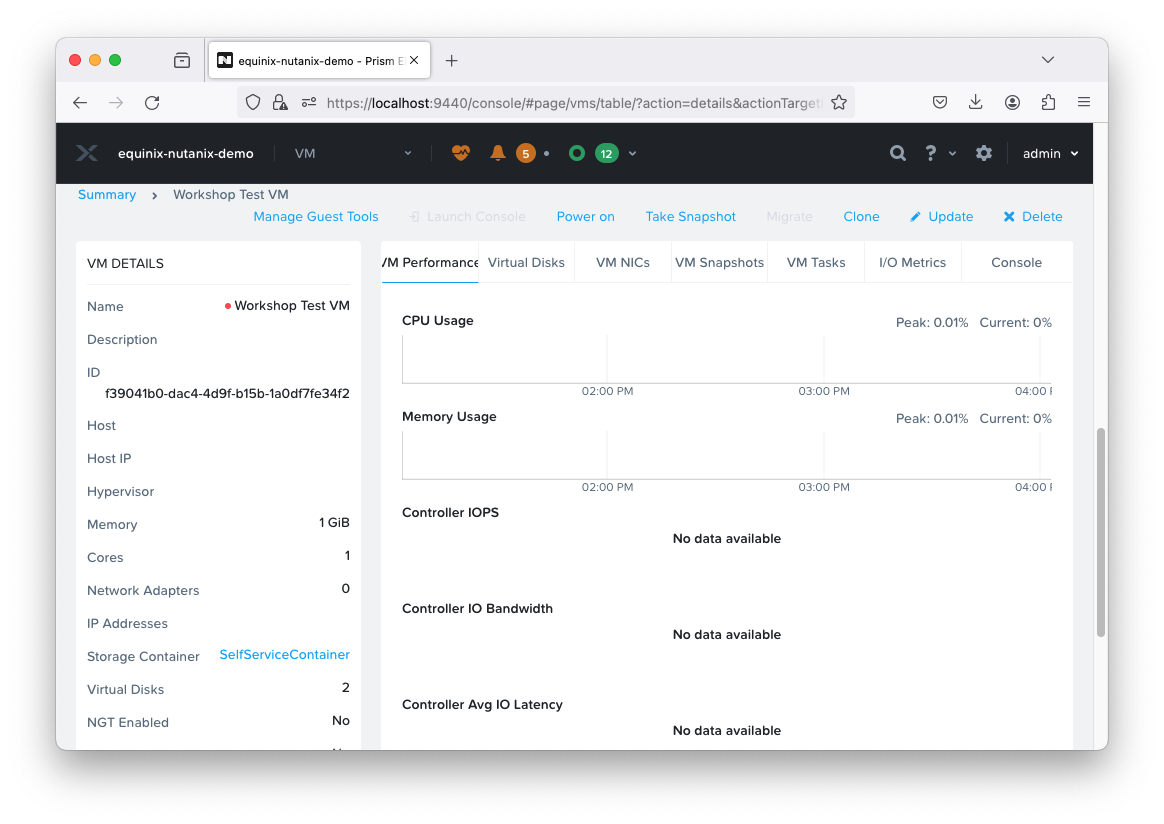 equinix-nutanix-demo - Prism E
https://localhost:9440/console/#page/vms/table/?action=details&actionTarget
equinix-nutanix-demo VM 5 12 ? admin
Summary > Workshop Test VM
Manage Guest Tools Launch Console Power on Take Snapshot Migrate Clone Update Delete
VM DETAILS
Name Workshop Test VM
Description
ID
f39041b0-dac4-4d9f-b15b-1a0df7fe34f2
Host
Host IP
Hypervisor
Memory 1 GiB
Cores 1
Network Adapters 0
IP Addresses
Storage Container SelfServiceContainer
Virtual Disks 2
NGT Enabled No
VM Performance Virtual Disks VM NICs VM Snapshots VM Tasks I/O Metrics Console
CPU Usage Peak: 0.01% Current: 0%
02:00 PM 03:00 PM 04:00
Memory Usage Peak: 0.01% Current: 0%
02:00 PM 03:00 PM 04:00
Controller IOPS
No data available
Controller IO Bandwidth
No data available
Controller Avg IO Latency
No data available